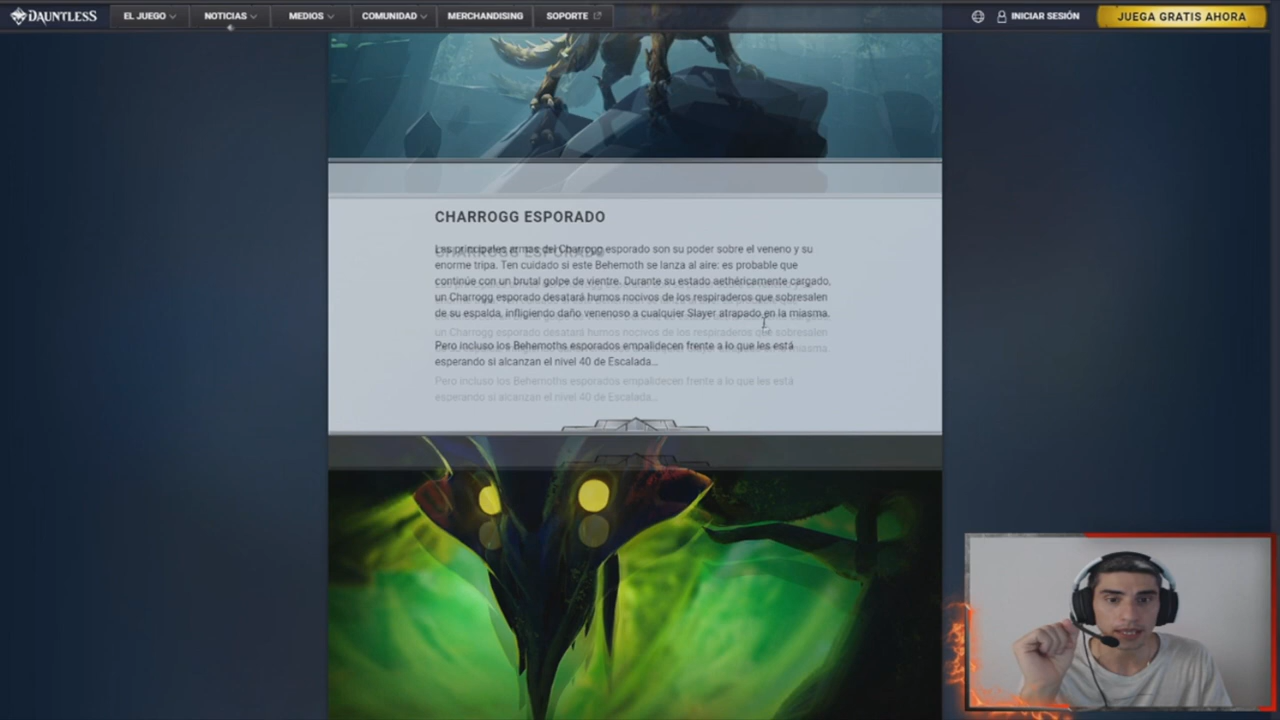 DAUNTLESS
EL JUEGO
NOTICIAS
MEDIOS
COMUNIDAD
MERCHANDISING
SOPORTE
INICIAR SESIÓN
JUEGA GRATIS AHORA
CHARROGG ESPORADO
Las principales armas del Charrogg esporado son su poder sobre el veneno y su
enorme tripa. Ten cuidado si este Behemoth se lanza al aire: es probable que
continúe con un brutal golpe de vientre. Durante su estado aethéricamente cargado,
un Charrogg esporado desatará humos nocivos de los respiraderos que sobresalen
de su espalda, infligiendo daño venenoso a cualquier Slayer atrapado en la miasma.
Pero incluso los Behemoths esporados empalidecen frente a lo que les está
esperando si alcanzan el nivel 40 de Escalada...